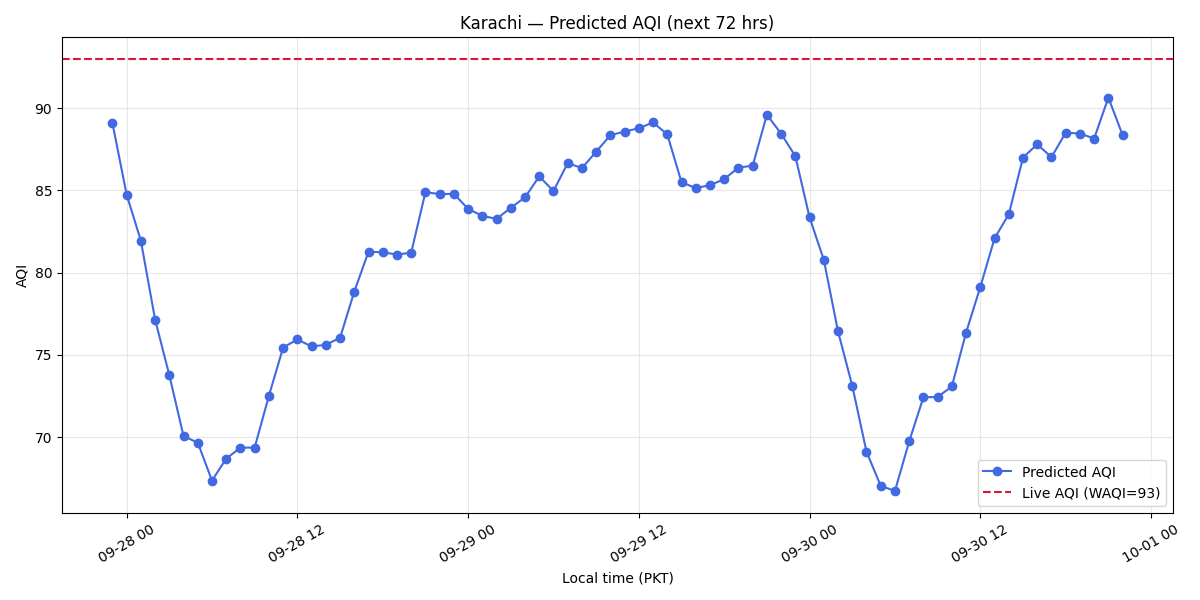 Karachi — Predicted AQI (next 72 hrs)
AQI
90
85
80
75
70
Predicted AQI
Live AQI (WAQI=93)
09-28 00
09-28 12
09-29 00
09-29 12
09-30 00
09-30 12
10-01 00
Local time (PKT)